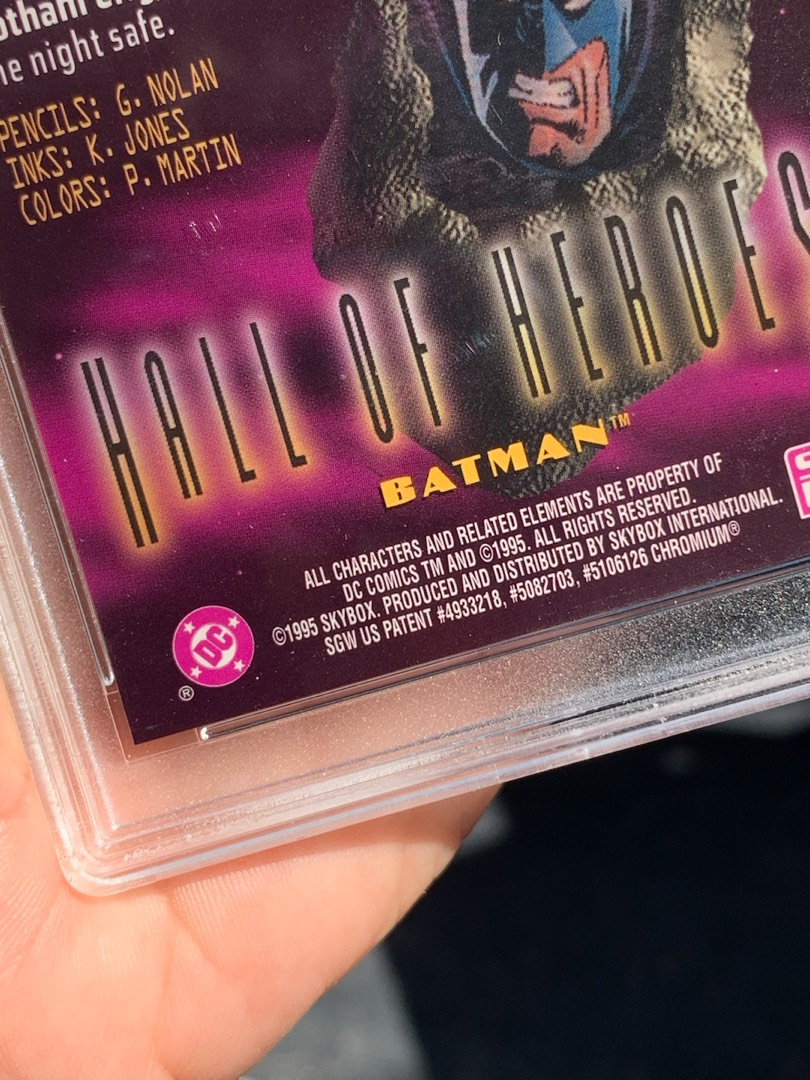 Gotham
the night safe.
PENCILS: G. NOLAN
INKS: K. JONES
COLORS: P. MARTIN
HALL OF HEROES
BATMAN™
ALL CHARACTERS AND RELATED ELEMENTS ARE PROPERTY OF
DC COMICS TM AND ©1995. ALL RIGHTS RESERVED.
©1995 SKYBOX. PRODUCED AND DISTRIBUTED BY SKYBOX INTERNATIONAL.
SGW US PATENT #4933218, #5082703, #5106126 CHROMIUM®
DC
®